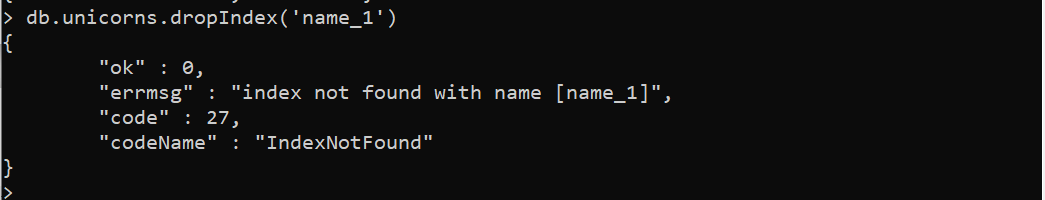 > db.unicorns.dropIndex('name_1')
{
        "ok" : 0,
        "errmsg" : "index not found with name [name_1]",
        "code" : 27,
        "codeName" : "IndexNotFound"
}
>